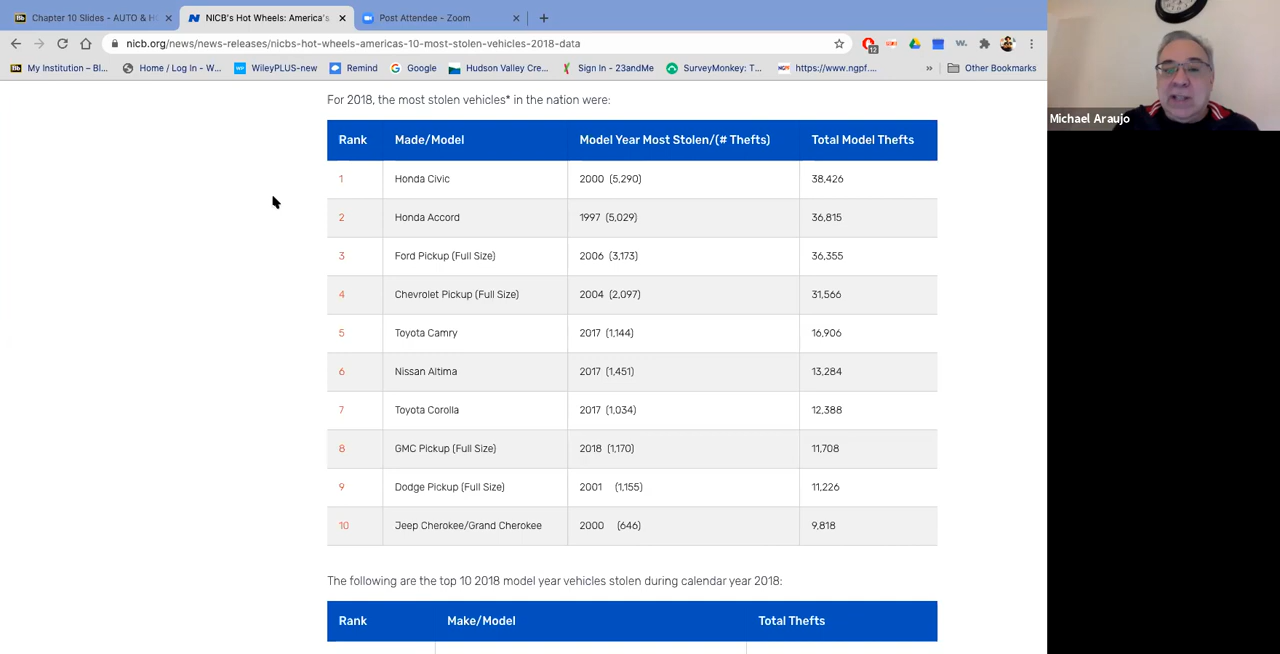 Chapter 10 Slides - AUTO & H
NICB's Hot Wheels: America's
Post Attendee - Zoom
nicb.org/news/news-releases/nicbs-hot-wheels-americas-10-most-stolen-vehicles-2018-data
12
My Institution – Bl... Home / Log In - W... WileyPLUS-new Remind Google Hudson Valley Cre... Sign In - 23andMe SurveyMonkey: T... https://www.ngpf.... » Other Bookmarks
Michael Araujo
For 2018, the most stolen vehicles* in the nation were:
Rank Made/Model Model Year Most Stolen/(# Thefts) Total Model Thefts
1 Honda Civic 2000 (5,290) 38,426
2 Honda Accord 1997 (5,029) 36,815
3 Ford Pickup (Full Size) 2006 (3,173) 36,355
4 Chevrolet Pickup (Full Size) 2004 (2,097) 31,566
5 Toyota Camry 2017 (1,144) 16,906
6 Nissan Altima 2017 (1,451) 13,284
7 Toyota Corolla 2017 (1,034) 12,388
8 GMC Pickup (Full Size) 2018 (1,170) 11,708
9 Dodge Pickup (Full Size) 2001 (1,155) 11,226
10 Jeep Cherokee/Grand Cherokee 2000 (646) 9,818
The following are the top 10 2018 model year vehicles stolen during calendar year 2018:
Rank Make/Model Total Thefts